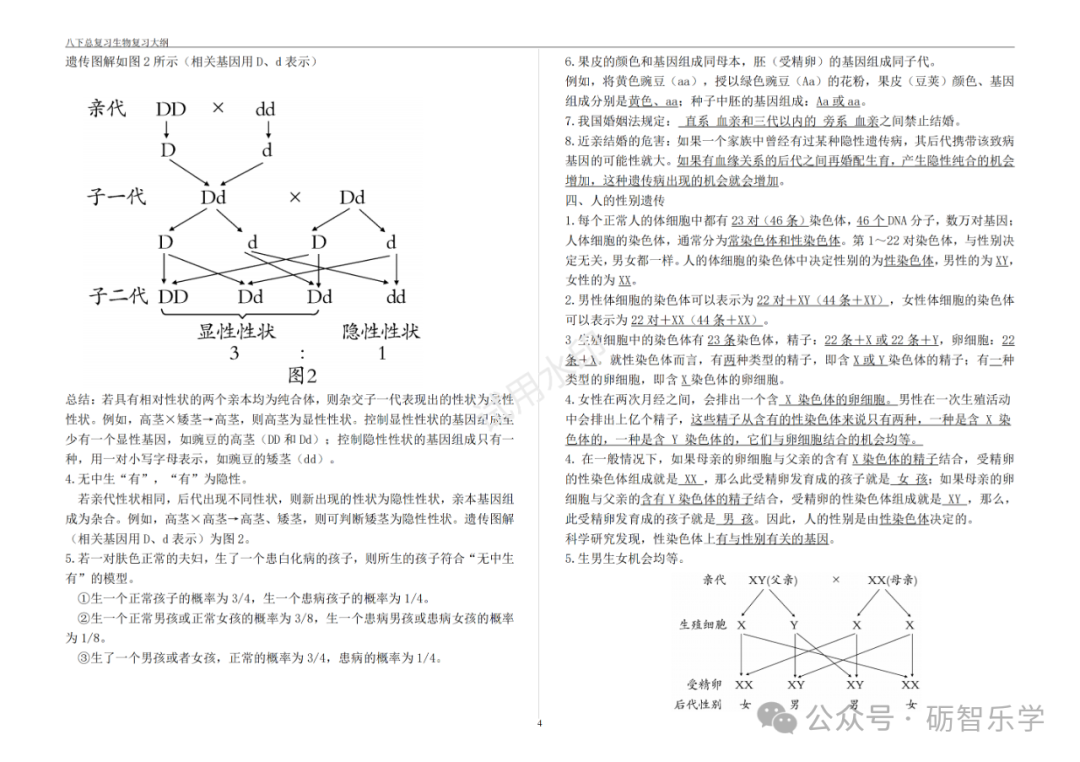 八下总复习生物复习大纲
遗传图解如图2所示（相关基因用D、d表示）
亲代 DD × dd
D d
子一代 Dd × Dd
D d D d
子二代 DD Dd Dd dd
显性性状 隐性性状
3 : 1
图2
总结：若具有相对性状的两个亲本均为纯合体，则杂交子一代表现出的性状为显性
性状。例如，高茎×矮茎→高茎，则高茎为显性性状。控制显性性状的基因组成至
少有一个显性基因，如豌豆的高茎（DD和Dd）；控制隐性性状的基因组成只有一
种，用一对小写字母表示，如豌豆的矮茎（dd）。
4.无中生“有”，“有”为隐性。
若亲代性状相同，后代出现不同性状，则新出现的性状为隐性性状，亲本基因组
成为杂合。例如，高茎×高茎→高茎、矮茎，则可判断矮茎为隐性性状。遗传图解
（相关基因用D、d表示）为图2。
5.若一对肤色正常的夫妇，生了一个患白化病的孩子，则所生的孩子符合“无中生
有”的模型。
①生一个正常孩子的概率为3/4，生一个患病孩子的概率为1/4。
②生一个正常男孩或正常女孩的概率为3/8，生一个患病男孩或患病女孩的概率
为1/8。
③生了一个男孩或者女孩，正常的概率为3/4，患病的概率为1/4。
6.果皮的颜色和基因组成同母本，胚（受精卵）的基因组成同子代。
例如，将黄色豌豆（aa），授以绿色豌豆（Aa）的花粉，果皮（豆荚）颜色、基因
组成分别是黄色、aa；种子中胚的基因组成：Aa或aa。
7.我国婚姻法规定： 直系 血亲和三代以内的 旁系 血亲之间禁止结婚。
8.近亲结婚的危害：如果一个家族中曾经有过某种隐性遗传病，其后代携带该致病
基因的可能性就大。如果有血缘关系的后代之间再婚配生育，产生隐性纯合的机会
增加，这种遗传病出现的机会就会增加。
四、人的性别遗传
1.每个正常人的体细胞中都有23对（46条）染色体，46个DNA分子，数万对基因；
人体细胞的染色体，通常分为常染色体和性染色体。第1～22对染色体，与性别决
定无关，男女都一样。人的体细胞的染色体中决定性别的为性染色体，男性的为XY，
女性的为XX。
2.男性体细胞的染色体可以表示为22对＋XY（44条＋XY），女性体细胞的染色体
可以表示为22对＋XX（44条＋XX）。
3.生殖细胞中的染色体有23条染色体，精子：22条＋X或22条＋Y，卵细胞：22
条＋X。就性染色体而言，有两种类型的精子，即含X或Y染色体的精子；有一种
类型的卵细胞，即含X染色体的卵细胞。
4.女性在两次月经之间，会排出一个含 X 染色体的卵细胞。男性在一次生殖活动
中会排出上亿个精子，这些精子从含有的性染色体来说只有两种，一种是含 X 染
色体的，一种是含 Y 染色体的，它们与卵细胞结合的机会均等。
4. 在一般情况下，如果母亲的卵细胞与父亲的含有X染色体的精子结合，受精卵
的性染色体组成就是 XX ，那么此受精卵发育成的孩子就是 女 孩；如果母亲的卵
细胞与父亲的含有Y染色体的精子结合，受精卵的性染色体组成就是 XY ，那么，
此受精卵发育成的孩子就是 男 孩。因此，人的性别是由性染色体决定的。
科学研究发现，性染色体上有与性别有关的基因。
5.生男生女机会均等。
亲代 XY(父亲) × XX(母亲)
生殖细胞 X Y X X
受精卵 XX XY XY XX
后代性别 女 男 男 女
4
试用水印
公众号 · 砺智乐学